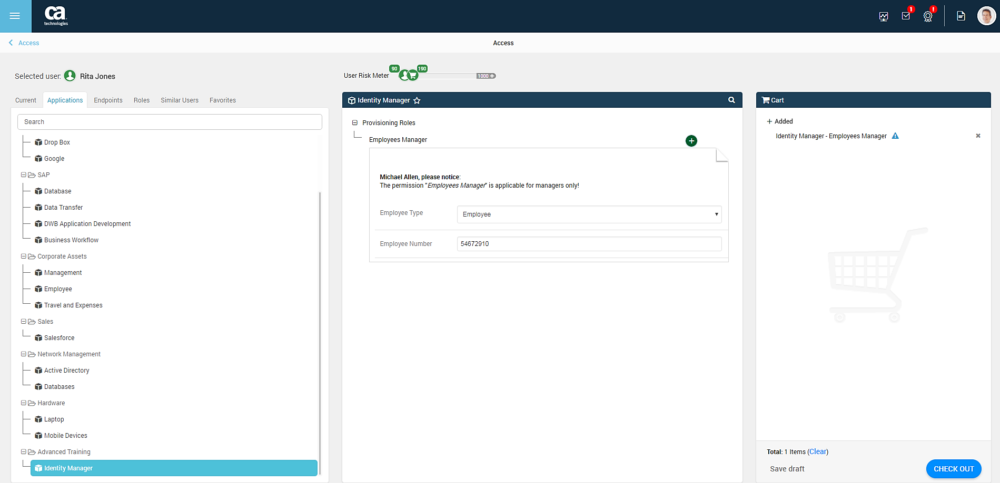 ca
technologies
1
!
Access
Access
Selected user: Rita Jones
User Risk Meter
90
190
1000 +
Current
Applications
Endpoints
Roles
Similar Users
Favorites
Search
Drop Box
Google
SAP
Database
Data Transfer
DWB Application Development
Business Workflow
Corporate Assets
Management
Employee
Travel and Expenses
Sales
Salesforce
Network Management
Active Directory
Databases
Hardware
Laptop
Mobile Devices
Advanced Training
Identity Manager
Identity Manager
Provisioning Roles
Employees Manager
Michael Allen, please notice:
The permission "Employees Manager" is applicable for managers only!
Employee Type
Employee
Employee Number
54672910
Cart
+ Added
Identity Manager - Employees Manager
Total: 1 Items (Clear)
Save draft
CHECK OUT